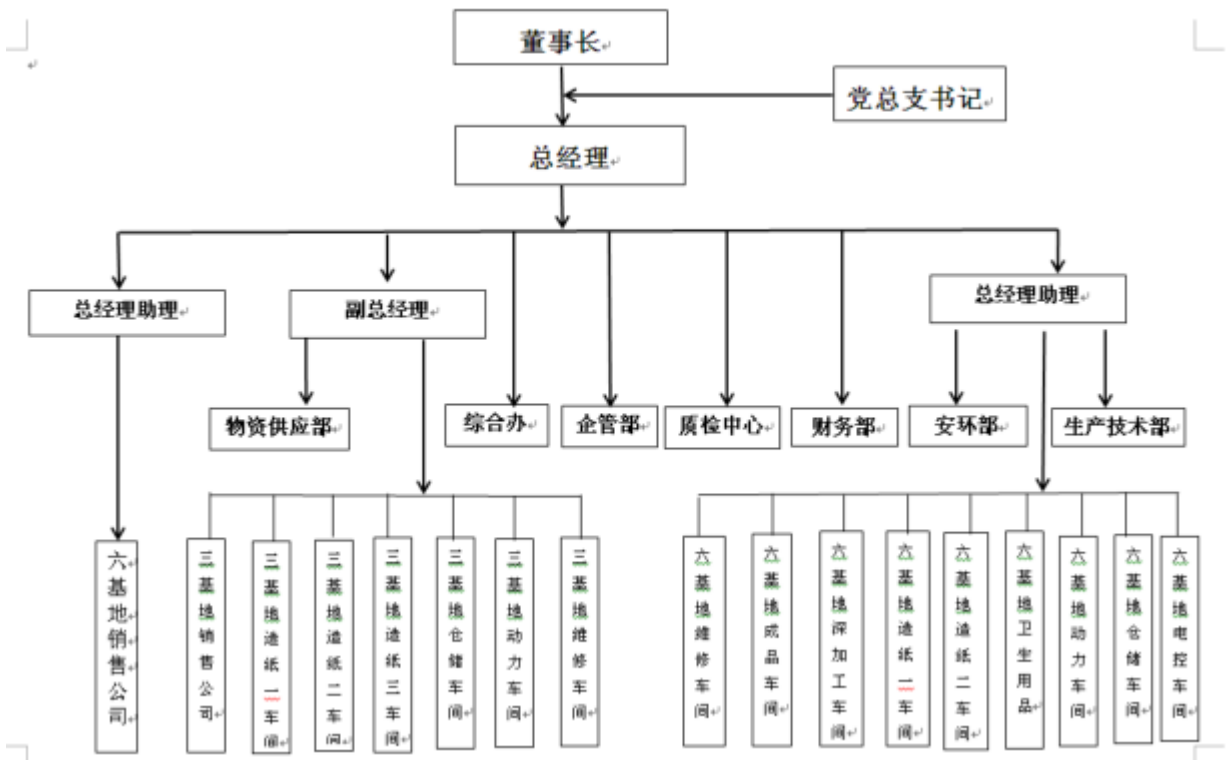 董事长
党总支书记
总经理
总经理助理
副总经理
总经理助理
物资供应部
综合办
企管部
质检中心
财务部
安环部
生产技术部
六基地销售公司
三基地销售公司
三基地造纸一车间
三基地造纸二车间
三基地造纸三车间
三基地仓储车间
三基地动力车间
三基地维修车间
六基地维修车间
六基地成品车间
六基地深加工车间
六基地造纸一车间
六基地造纸二车间
六基地卫生用品
六基地动力车间
六基地仓储车间
六基地电控车间